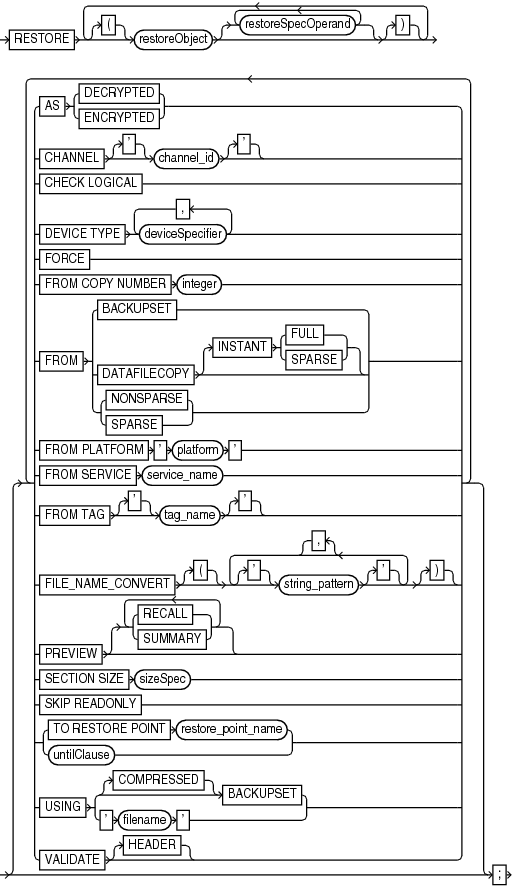 RESTORE ( restoreObject restoreSpecOperand )
AS DECRYPTED
ENCRYPTED
CHANNEL ' channel_id '
CHECK LOGICAL
,
DEVICE TYPE deviceSpecifier
FORCE
FROM COPY NUMBER integer
BACKUPSET
FULL
INSTANT
SPARSE
FROM
DATAFILECOPY
NONSPARSE
SPARSE
FROM PLATFORM ' platform '
FROM SERVICE service_name
FROM TAG ' tag_name '
,
FILE_NAME_CONVERT ( ' string_pattern ' )
RECALL
SUMMARY
PREVIEW
SECTION SIZE sizeSpec
SKIP READONLY
TO RESTORE POINT restore_point_name
untilClause
COMPRESSED
BACKUPSET
USING
' filename '
HEADER
VALIDATE
;